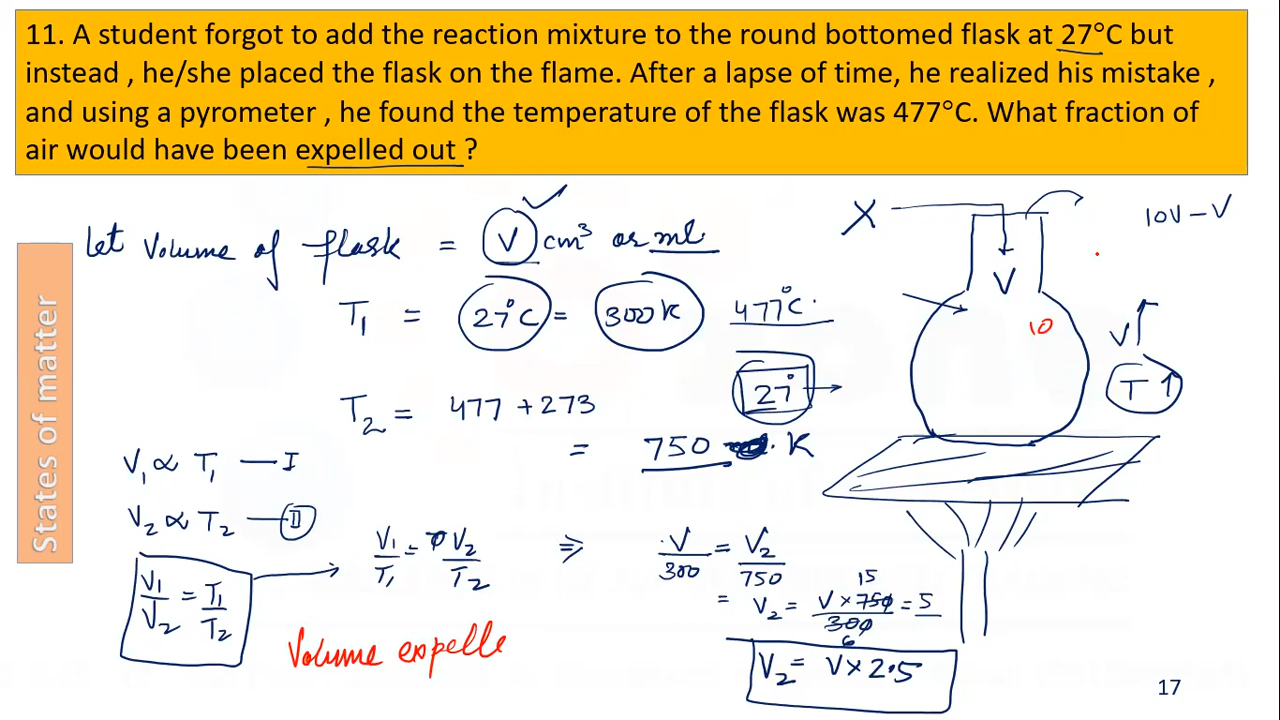 11. A student forgot to add the reaction mixture to the round bottomed flask at 27°C but
instead , he/she placed the flask on the flame. After a lapse of time, he realized his mistake ,
and using a pyrometer , he found the temperature of the flask was 477°C. What fraction of
air would have been expelled out ?
States of matter
Let Volume of flask = V cm³ or ml
X
10V - V
V
T₁ = 27°C = 300K
477°C.
10
V↑
T↑
27°
T₂ = 477 + 273
= 750 K
V₁ ∝ T₁ — I
V₂ ∝ T₂ — II
V₁/V₂ = T₁/T₂
V₁/T₁ = V₂/T₂
⇒ V/300 = V₂/750
= V₂ = V × 750/300 = 5
15
6
V₂ = V × 2.5
Volume expelle
17